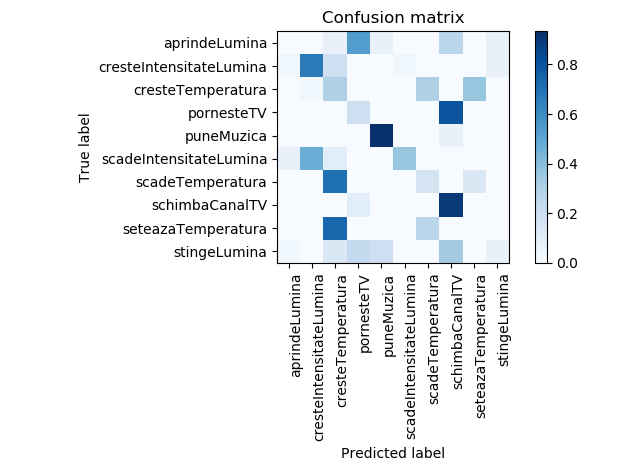 Confusion matrix
True label
aprindeLumina
cresteIntensitateLumina
cresteTemperatura
pornesteTV
puneMuzica
scadeIntensitateLumina
scadeTemperatura
schimbaCanalTV
seteazaTemperatura
stingeLumina
aprindeLumina
cresteIntensitateLumina
cresteTemperatura
pornesteTV
puneMuzica
scadeIntensitateLumina
scadeTemperatura
schimbaCanalTV
seteazaTemperatura
stingeLumina
Predicted label
0.8
0.6
0.4
0.2
0.0